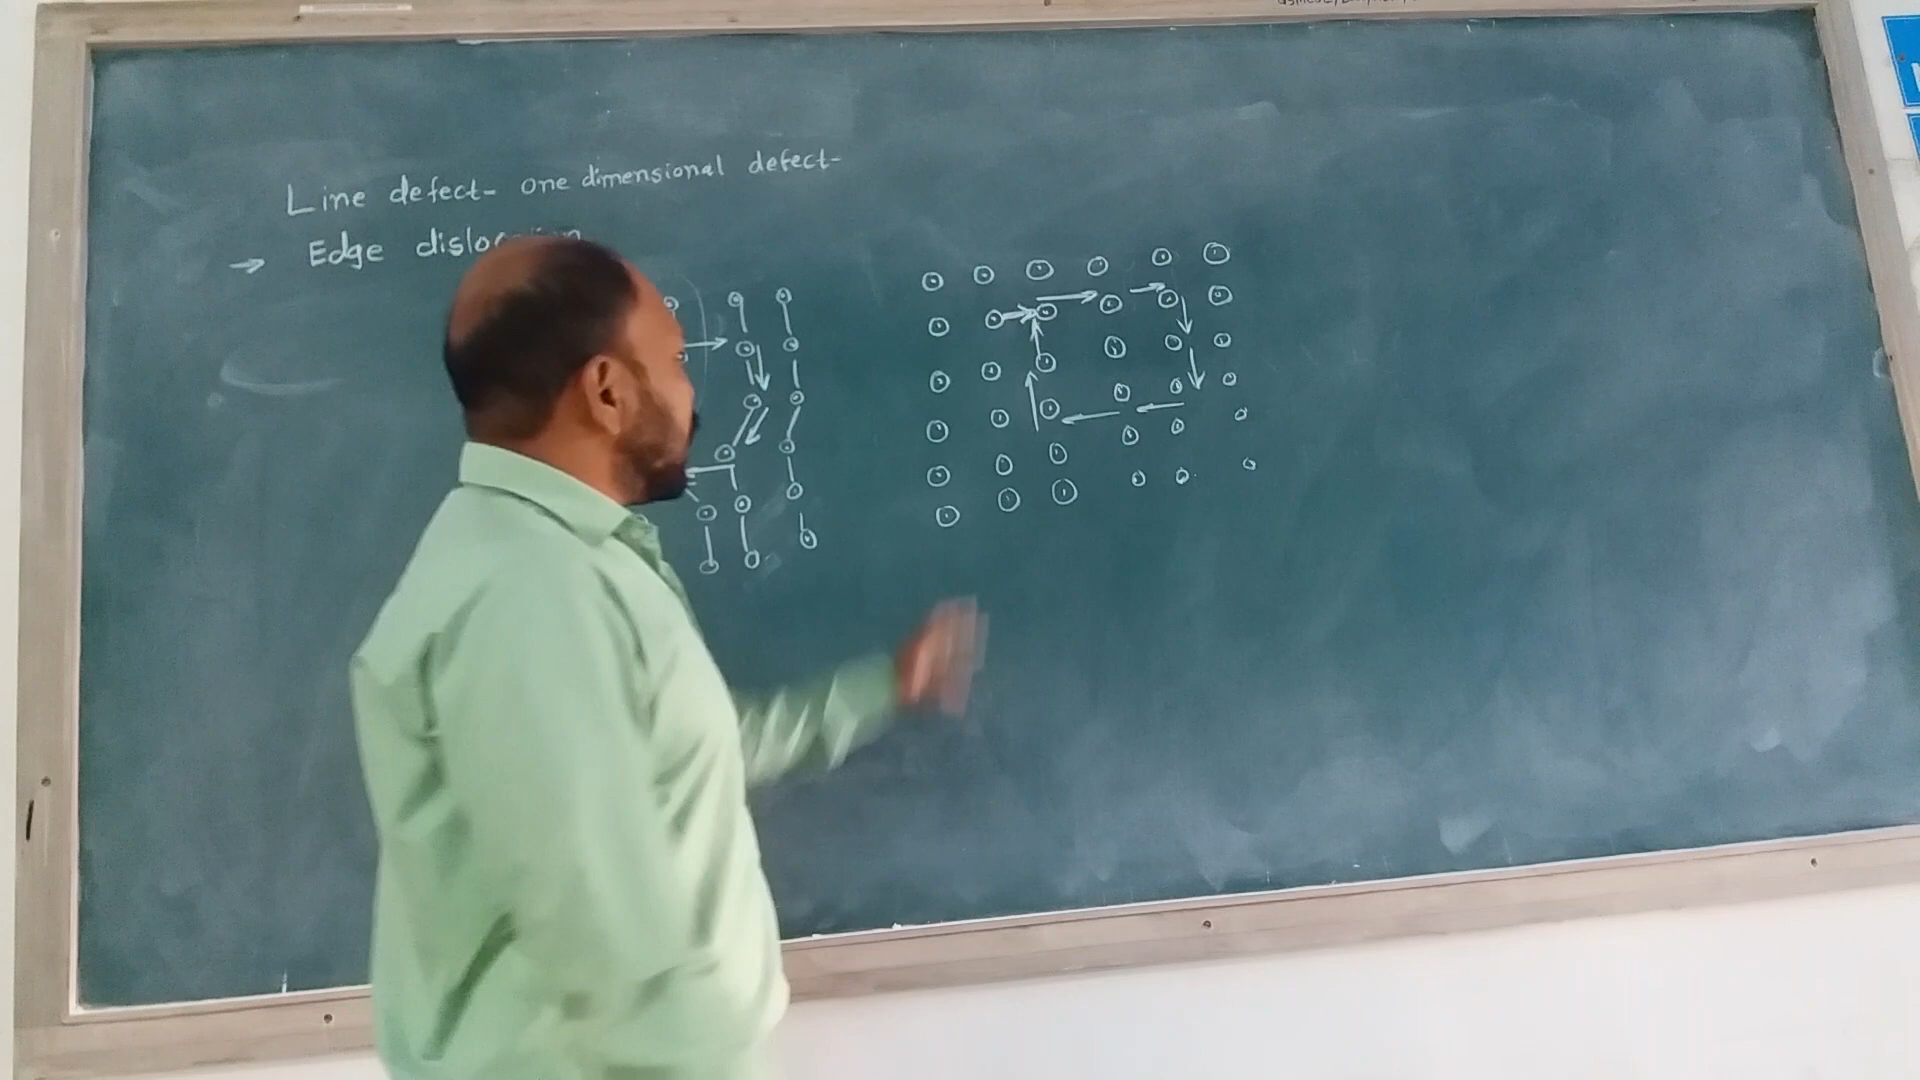 Line defect- One dimensional defect-
→ Edge